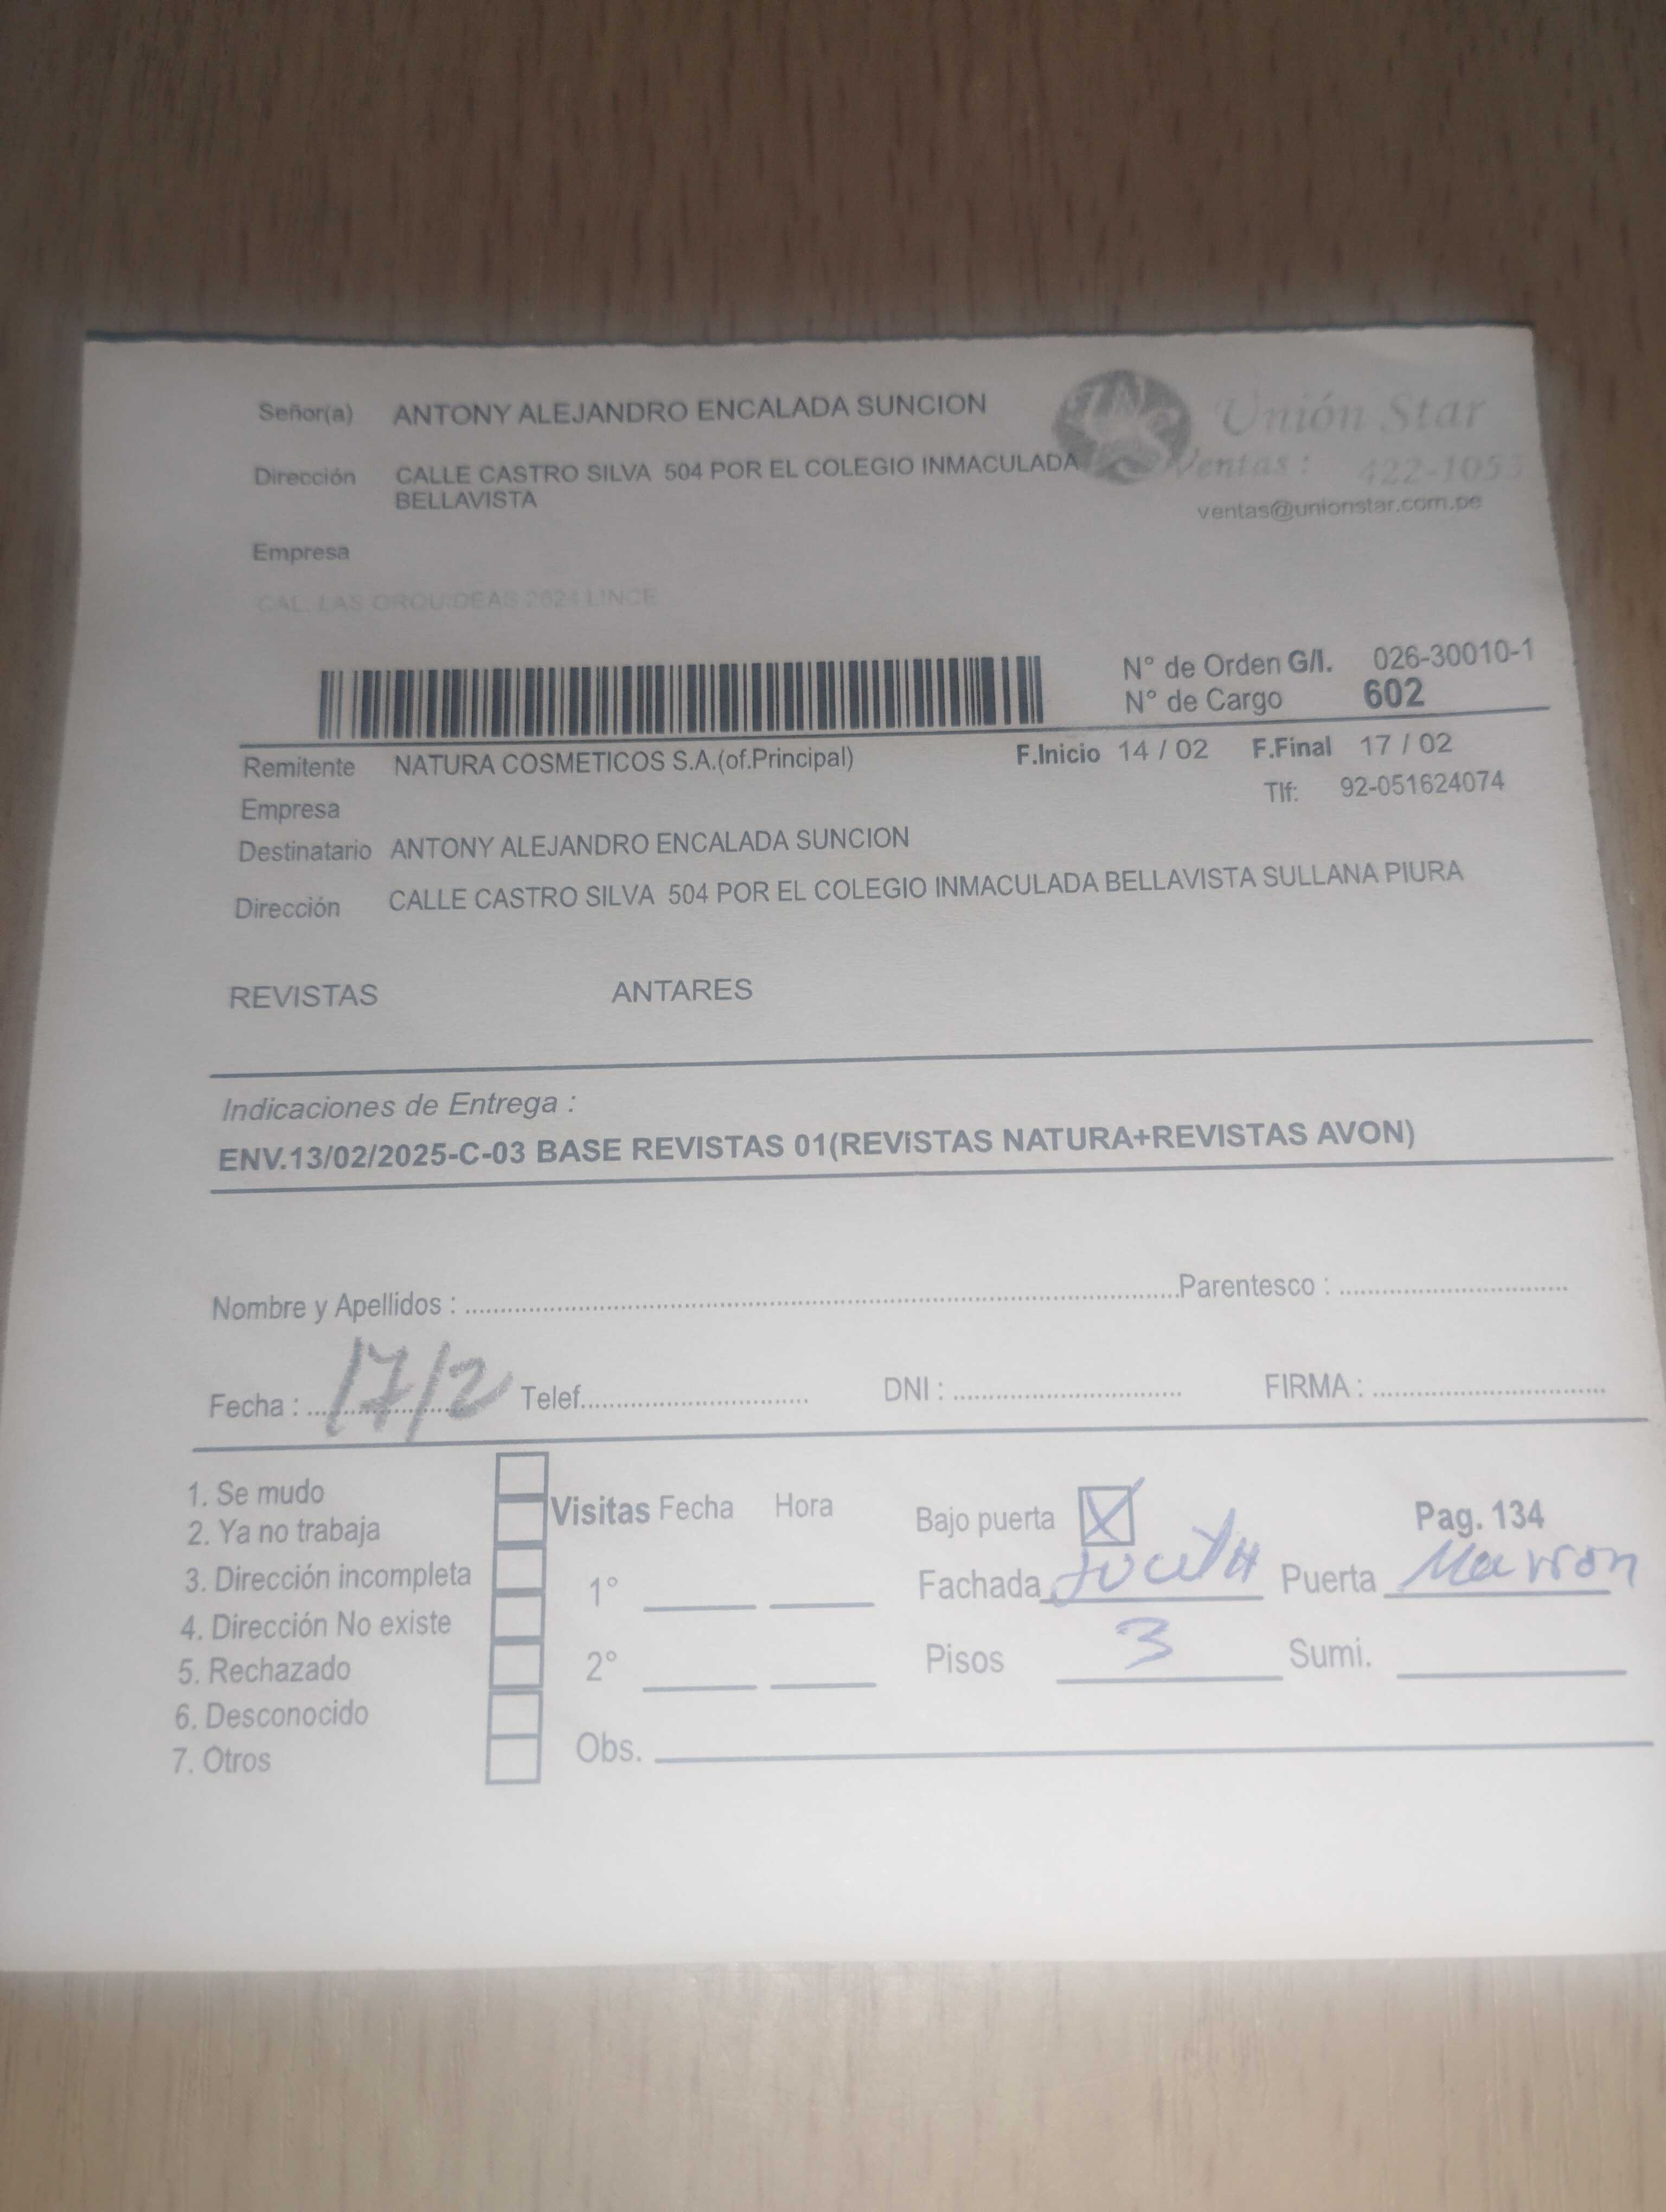 Señor(a) ANTONY ALEJANDRO ENCALADA SUNCION
Unión Star
Dirección CALLE CASTRO SILVA 504 POR EL COLEGIO INMACULADA
BELLAVISTA
Ventas : 422-1053
ventas@unionstar.com.pe
Empresa
CAL. LAS ORQUIDEAS 2624 LINCE
N° de Orden G/I. 026-30010-1
N° de Cargo 602
Remitente NATURA COSMETICOS S.A.(of.Principal) F.Inicio 14 / 02 F.Final 17 / 02
Empresa Tlf: 92-051624074
Destinatario ANTONY ALEJANDRO ENCALADA SUNCION
Dirección CALLE CASTRO SILVA 504 POR EL COLEGIO INMACULADA BELLAVISTA SULLANA PIURA
REVISTAS ANTARES
Indicaciones de Entrega :
ENV.13/02/2025-C-03 BASE REVISTAS 01(REVISTAS NATURA+REVISTAS AVON)
Nombre y Apellidos : Parentesco :
Fecha : 17/2 Telef. DNI : FIRMA :
1. Se mudo
2. Ya no trabaja
3. Dirección incompleta
4. Dirección No existe
5. Rechazado
6. Desconocido
7. Otros
Visitas Fecha Hora
1°
2°
Obs.
Bajo puerta X Pag. 134
Fachada Puerta Marron
Pisos 3 Sumi.